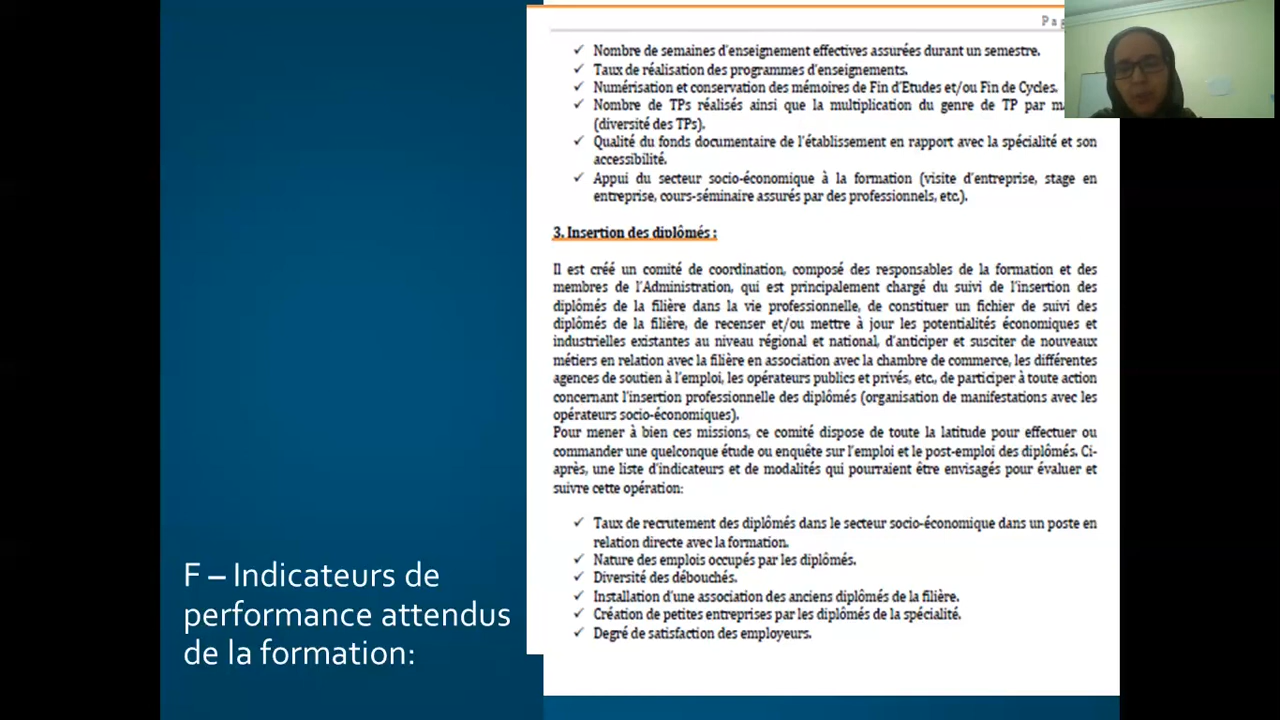 Nombre de semaines d'enseignement effectives assurées durant un semestre.
Taux de réalisation des programmes d'enseignements.
Numérisation et conservation des mémoires de Fin d'Etudes et/ou Fin de Cycles.
Nombre de TPs réalisés ainsi que la multiplication du genre de TP par
(diversité des TPs).
Qualité du fonds documentaire de l'établissement en rapport avec la spécialité et son
accessibilité.
Appui du secteur socio-économique à la formation (visite d'entreprise, stage en
entreprise, cours-séminaire assurés par des professionnels, etc.).
3. Insertion des diplômés :
Il est créé un comité de coordination, composé des responsables de la formation et des
membres de l'Administration, qui est principalement chargé du suivi de l'insertion des
diplômés de la filière dans la vie professionnelle, de constituer un fichier de suivi des
diplômés de la filière, de recenser et/ou mettre à jour les potentialités économiques et
industrielles existantes au niveau régional et national, d'anticiper et susciter de nouveaux
métiers en relation avec la filière en association avec la chambre de commerce, les différentes
agences de soutien à l'emploi, les opérateurs publics et privés, etc., de participer à toute action
concernant l'insertion professionnelle des diplômés (organisation de manifestations avec les
opérateurs socio-économiques).
Pour mener à bien ces missions, ce comité dispose de toute la latitude pour effectuer ou
commander une quelconque étude ou enquête sur l'emploi et le post-emploi des diplômés. Ci-
après, une liste d'indicateurs et de modalités qui pourraient être envisagés pour évaluer et
suivre cette opération:
Taux de recrutement des diplômés dans le secteur socio-économique dans un poste en
relation directe avec la formation.
Nature des emplois occupés par les diplômés.
Diversité des débouchés.
Installation d'une association des anciens diplômés de la filière.
Création de petites entreprises par les diplômés de la spécialité.
Degré de satisfaction des employeurs.
F – Indicateurs de
performance attendus
de la formation: